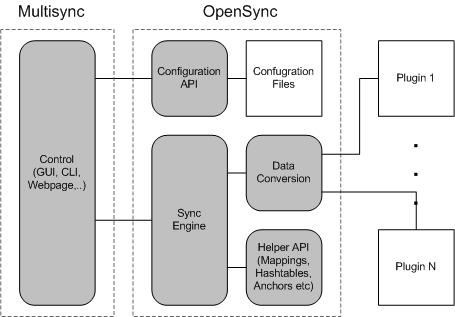 Multisync
OpenSync
Control
(GUI, CLI,
Webpage,..)
Configuration
API
Confugration
Files
Sync
Engine
Data
Conversion
Helper API
(Mappings,
Hashtables,
Anchors etc)
Plugin 1
Plugin N